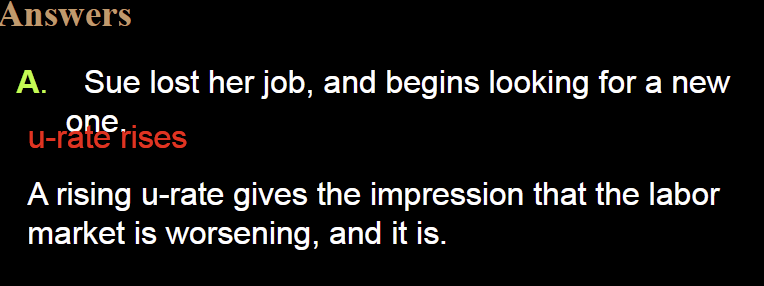 Answers
A. Sue lost her job, and begins looking for a new
one.
u-rate rises
A rising u-rate gives the impression that the labor
market is worsening, and it is.